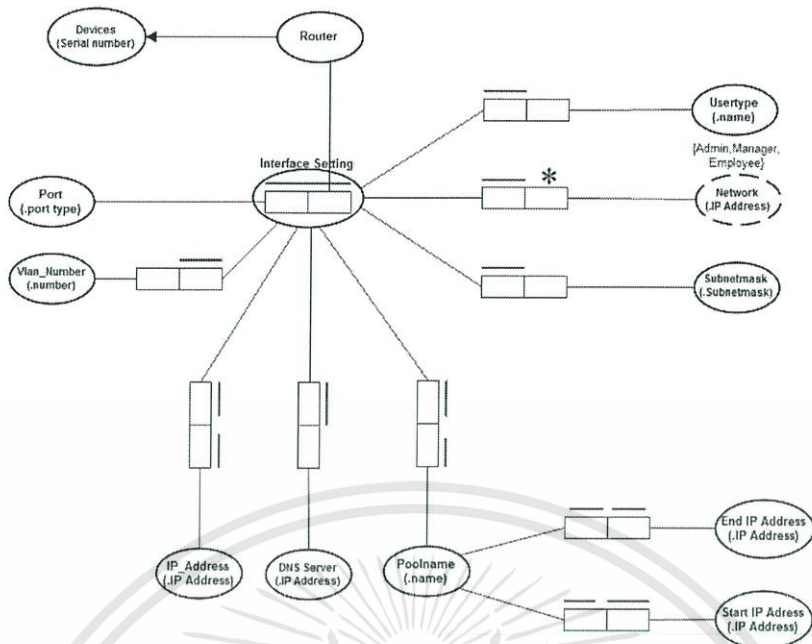 Devices
(Serial number)
Router
Usertype
(.name)
{Admin,Manager,
Employee}
Interface Setting
*
Port
(.port type)
Network
(.IP Address)
Vlan_Number
(.number)
Subnetmask
(.Subnetmask)
IP_Address
(.IP Address)
DNS Server
(.IP Address)
Poolname
(.name)
End IP Address
(.IP Address)
Start IP Adress
(.IP Address)